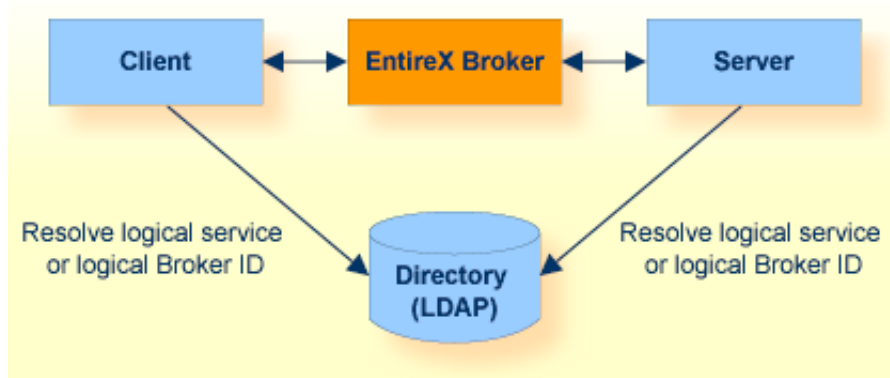 Client
EntireX Broker
Server
Resolve logical service
or logical Broker ID
Resolve logical service
or logical Broker ID
Directory
(LDAP)